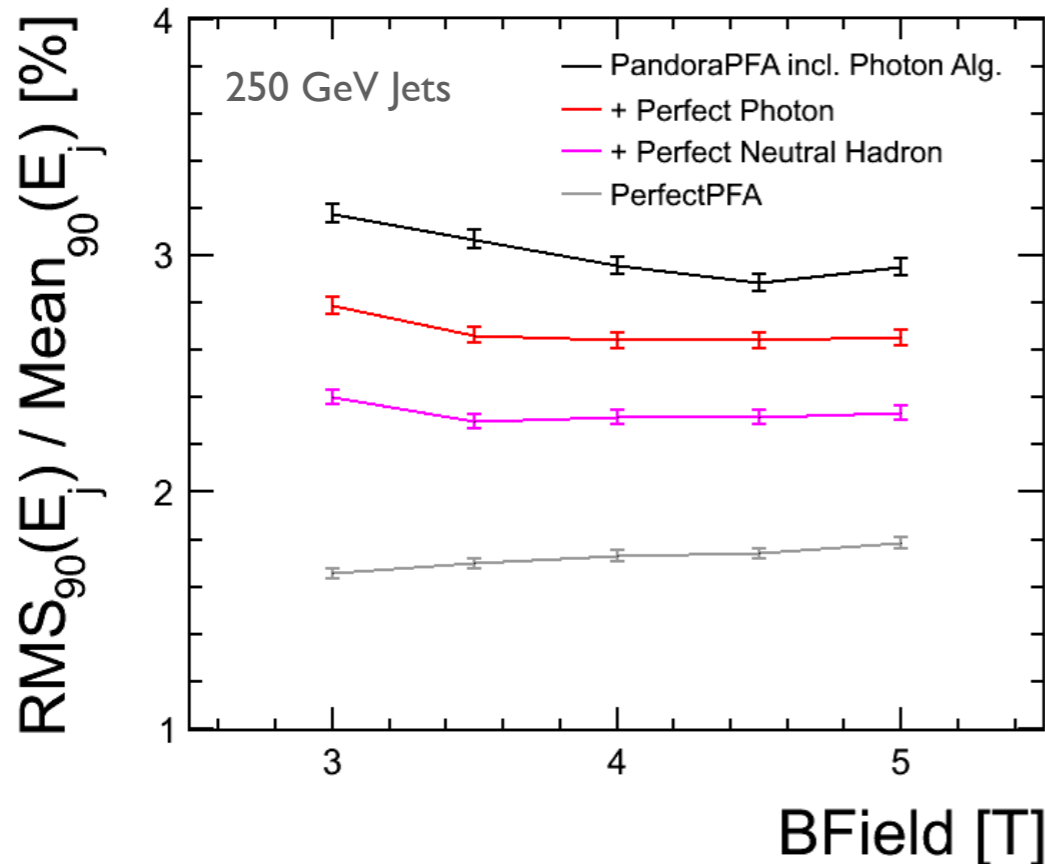 RMS90(Ej) / Mean90(Ej) [%]
4
3
2
1
250 GeV Jets
PandoraPFA incl. Photon Alg.
+ Perfect Photon
+ Perfect Neutral Hadron
PerfectPFA
3 4 5
BField [T]